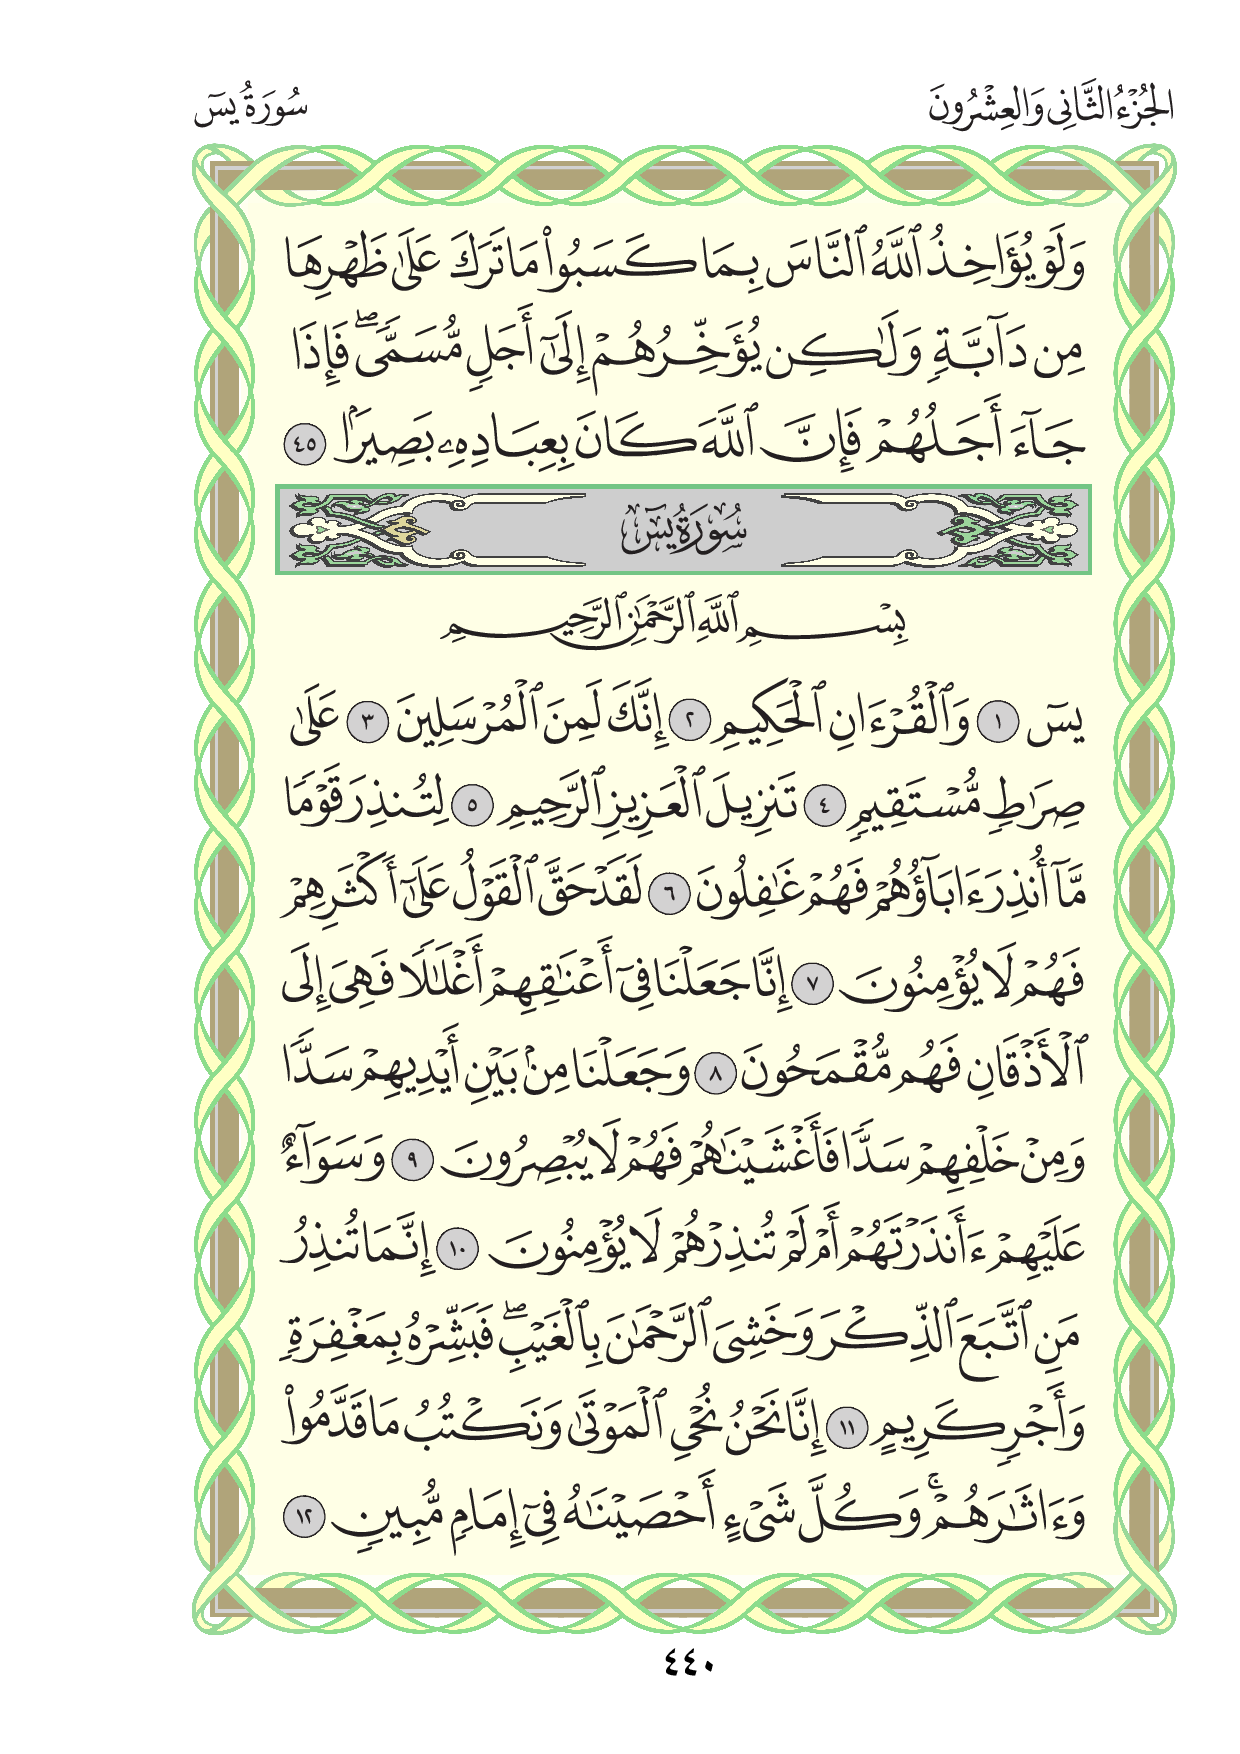 الجُزْءُ الثَّانِي وَالعِشْرُونَ
سُورَةُ يسٓ
وَلَوْ يُؤَاخِذُ ٱللَّهُ ٱلنَّاسَ بِمَا كَسَبُوا۟ مَا تَرَكَ عَلَىٰ ظَهْرِهَا
مِن دَآبَّةٍ وَلَٰكِن يُؤَخِّرُهُمْ إِلَىٰٓ أَجَلٍ مُّسَمًّى ۖ فَإِذَا
جَآءَ أَجَلُهُمْ فَإِنَّ ٱللَّهَ كَانَ بِعِبَادِهِۦ بَصِيرًۢا ٤٥
سُورَةُ يسٓ
بِسْمِ ٱللَّهِ ٱلرَّحْمَٰنِ ٱلرَّحِيمِ
يسٓ ١ وَٱلْقُرْءَانِ ٱلْحَكِيمِ ٢ إِنَّكَ لَمِنَ ٱلْمُرْسَلِينَ ٣ عَلَىٰ
صِرَٰطٍ مُّسْتَقِيمٍ ٤ تَنزِيلَ ٱلْعَزِيزِ ٱلرَّحِيمِ ٥ لِتُنذِرَ قَوْمًا
مَّآ أُنذِرَ ءَابَآؤُهُمْ فَهُمْ غَٰفِلُونَ ٦ لَقَدْ حَقَّ ٱلْقَوْلُ عَلَىٰٓ أَكْثَرِهِمْ
فَهُمْ لَا يُؤْمِنُونَ ٧ إِنَّا جَعَلْنَا فِىٓ أَعْنَٰقِهِمْ أَغْلَٰلًا فَهِىَ إِلَى
ٱلْأَذْقَانِ فَهُم مُّقْمَحُونَ ٨ وَجَعَلْنَا مِنۢ بَيْنِ أَيْدِيهِمْ سَدًّا
وَمِنْ خَلْفِهِمْ سَدًّا فَأَغْشَيْنَٰهُمْ فَهُمْ لَا يُبْصِرُونَ ٩ وَسَوَآءٌ
عَلَيْهِمْ ءَأَنذَرْتَهُمْ أَمْ لَمْ تُنذِرْهُمْ لَا يُؤْمِنُونَ ١٠ إِنَّمَا تُنذِرُ
مَنِ ٱتَّبَعَ ٱلذِّكْرَ وَخَشِىَ ٱلرَّحْمَٰنَ بِٱلْغَيْبِ ۖ فَبَشِّرْهُ بِمَغْفِرَةٍ
وَأَجْرٍ كَرِيمٍ ١١ إِنَّا نَحْنُ نُحْىِ ٱلْمَوْتَىٰ وَنَكْتُبُ مَا قَدَّمُوا۟
وَءَاثَٰرَهُمْ ۚ وَكُلَّ شَىْءٍ أَحْصَيْنَٰهُ فِىٓ إِمَامٍ مُّبِينٍ ١٢
٤٤٠